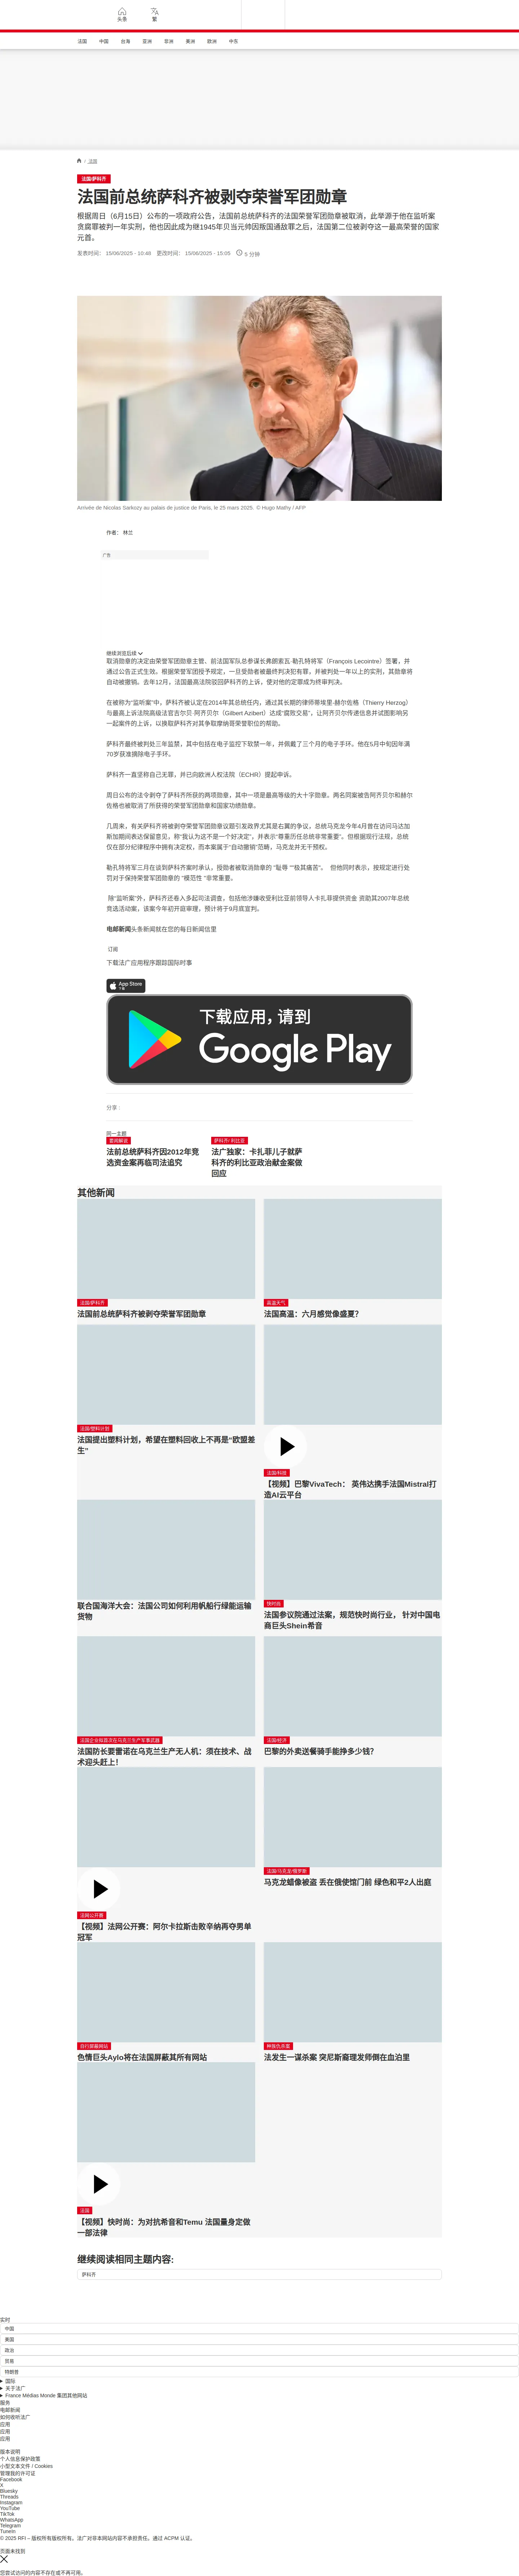 头条
繁
法国
中国
台海
亚洲
非洲
美洲
欧洲
中东
/ 法国
法国/萨科齐
法国前总统萨科齐被剥夺荣誉军团勋章
根据周日（6月15日）公布的一项政府公告，法国前总统萨科齐的法国荣誉军团勋章被取消，此举源于他在监听案
贪腐罪被判一年实刑，他也因此成为继1945年贝当元帅因叛国通敌罪之后，法国第二位被剥夺这一最高荣誉的国家
元首。
发表时间： 15/06/2025 - 10:46 更改时间： 15/06/2025 - 15:05 5 分钟
Arrivée de Nicolas Sarkozy au palais de justice de Paris, le 25 mars 2025. © Hugo Mathy / AFP
作者： 林兰
广告
继续浏览后续
取消勋章的决定由荣誉军团勋章主管、前法国军队总参谋长弗朗索瓦·勒孔特将军（François Lecointre）签署，并
通过公告正式生效。根据荣誉军团授予规定，一旦受勋者被最终判决犯有罪，并被判处一年以上的实刑，其勋章将
自动被撤销。去年12月，法国最高法院驳回萨科齐的上诉，使对他的定罪成为终审判决。
在被称为“监听案”中，萨科齐被认定在2014年其总统任内，通过其长期的律师蒂埃里·赫尔佐格（Thierry Herzog）
与最高上诉法院高级法官吉尔贝·阿齐贝尔（Gilbert Azibert）达成“腐败交易”，让阿齐贝尔传递信息并试图影响另
一起案件的上诉，以换取萨科齐对其争取摩纳哥荣誉职位的帮助。
萨科齐最终被判处三年监禁，其中包括在电子监控下软禁一年，并佩戴了三个月的电子手环。他在5月中旬因年满
70岁获准摘除电子手环。
萨科齐一直坚称自己无罪，并已向欧洲人权法院（ECHR）提起申诉。
周日公布的法令剥夺了萨科齐所获的两项勋章，其中一项是最高等级的大十字勋章。两名同案被告阿齐贝尔和赫尔
佐格也被取消了所获得的荣誉军团勋章和国家功绩勋章。
几周来，有关萨科齐将被剥夺荣誉军团勋章议题引发政界尤其是右翼的争议，总统马克龙今年4月曾在访问马达加
斯加期间夜达保留意见，称“我认为这不是一个好决定”，并表示“尊重历任总统非常重要”。但根据现行法规，总统
仅在部分纪律程序中拥有决定权，而本案属于“自动撤销”范畴，马克龙并无干预权。
勒孔特将军三月在谈到萨科齐案时承认，授勋者被取消勋章的 “耻辱 ”“极其痛苦”。 但他同时表示，按规定进行处
罚对于保持荣誉军团勋章的 “模范性 ”非常重要。
除“监听案”外，萨科齐还卷入多起司法调查，包括他涉嫌收受利比亚前领导人卡扎菲提供资金 资助其2007年总统
竞选活动案，该案今年初开庭审理，预计将于9月底宣判。
电邮新闻头条新闻就在您的每日新闻信里
订阅
下载法广应用程序跟踪国际时事
App Store
下载
下载应用，请到
Google Play
分享 :
同一主题
要闻解说
法前总统萨科齐因2012年竞
选资金案再临司法追究
萨科齐/ 利比亚
法广独家：卡扎菲儿子就萨
科齐的利比亚政治献金案做
回应
其他新闻
法国/萨科齐
法国前总统萨科齐被剥夺荣誉军团勋章
高温天气
法国高温：六月感觉像盛夏？
法国/塑料计划
法国提出塑料计划，希望在塑料回收上不再是“欧盟差
生”
法国/科技
【视频】巴黎VivaTech： 英伟达携手法国Mistral打
造AI云平台
联合国海洋大会：法国公司如何利用帆船行绿能运输
货物
快时尚
法国参议院通过法案，规范快时尚行业， 针对中国电
商巨头Shein希音
法国企业拟首次在乌克兰生产军事武器
法国防长要雷诺在乌克兰生产无人机：须在技术、战
术迎头赶上！
法国/经济
巴黎的外卖送餐骑手能挣多少钱？
法网公开赛
【视频】法网公开赛：阿尔卡拉斯击败辛纳再夺男单
冠军
法国/乌克龙/俄罗斯
马克龙蜡像被盗 丢在俄使馆门前 绿色和平2人出庭
自行屏蔽网站
色情巨头Aylo将在法国屏蔽其所有网站
种族仇杀案
法发生一谋杀案 突尼斯裔理发师倒在血泊里
法国
【视频】快时尚：为对抗希音和Temu 法国量身定做
一部法律
继续阅读相同主题内容:
萨科齐
实时
中国
美国
政治
贸易
特朗普
国际
关于法广
France Médias Monde 集团其他网站
服务
电邮新闻
如何收听法广
应用
应用
应用
版本说明
个人信息保护政策
小型文本文件 / Cookies
管理我的许可证
Facebook
X
Bluesky
Threads
Instagram
YouTube
TikTok
WhatsApp
Telegram
TuneIn
© 2025 RFI – 版权所有版权所有。法广对非本网站内容不承担责任。通过 ACPM 认证。
页面未找到
您尝试访问的内容不存在或不再可用。